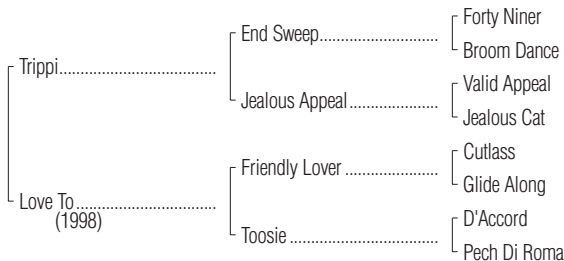 Forty Niner
End Sweep
Broom Dance
Trippi
Valid Appeal
Jealous Appeal
Jealous Cat
Cutlass
Friendly Lover
Glide Along
Love To
(1998)
D'Accord
Toosie
Pech Di Roma